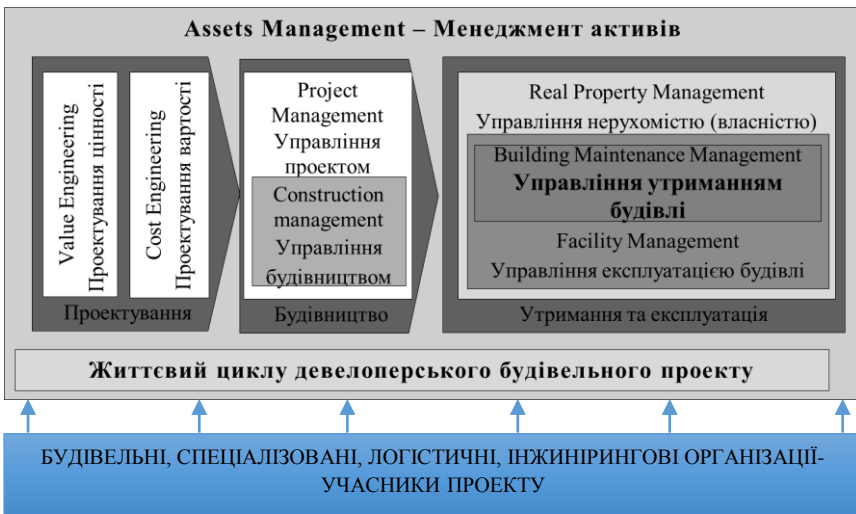 Assets Management – Менеджмент активів
Value Engineering
Проектування цінності
Cost Engineering
Проектування вартості
Проектування
Project
Management
Управління
проектом
Construction
management
Управління
будівництвом
Будівництво
Real Property Management
Управління нерухомістю (власністю)
Building Maintenance Management
Управління утриманням
будівлі
Facility Management
Управління експлуатацією будівлі
Утримання та експлуатація
Життєвий циклу девелоперського будівельного проекту
БУДІВЕЛЬНІ, СПЕЦІАЛІЗОВАНІ, ЛОГІСТИЧНІ, ІНЖИНІРИНГОВІ ОРГАНІЗАЦІЇ-
УЧАСНИКИ ПРОЕКТУ